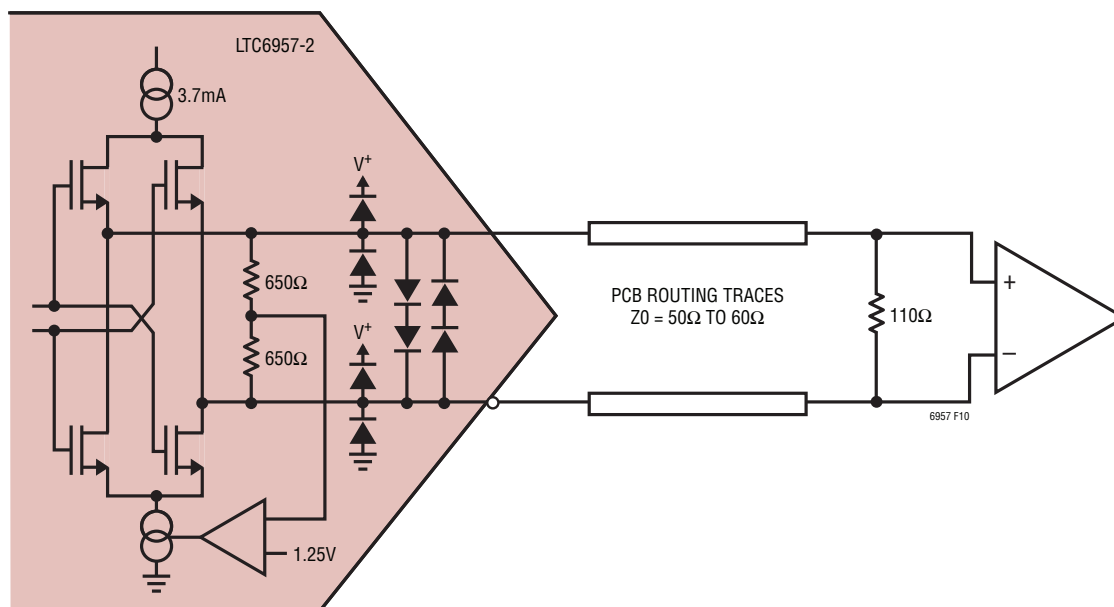 LTC6957-2
3.7mA
V+
650Ω
650Ω
V+
1.25V
PCB ROUTING TRACES
Z0 = 50Ω TO 60Ω
110Ω
+
−
6957 F10